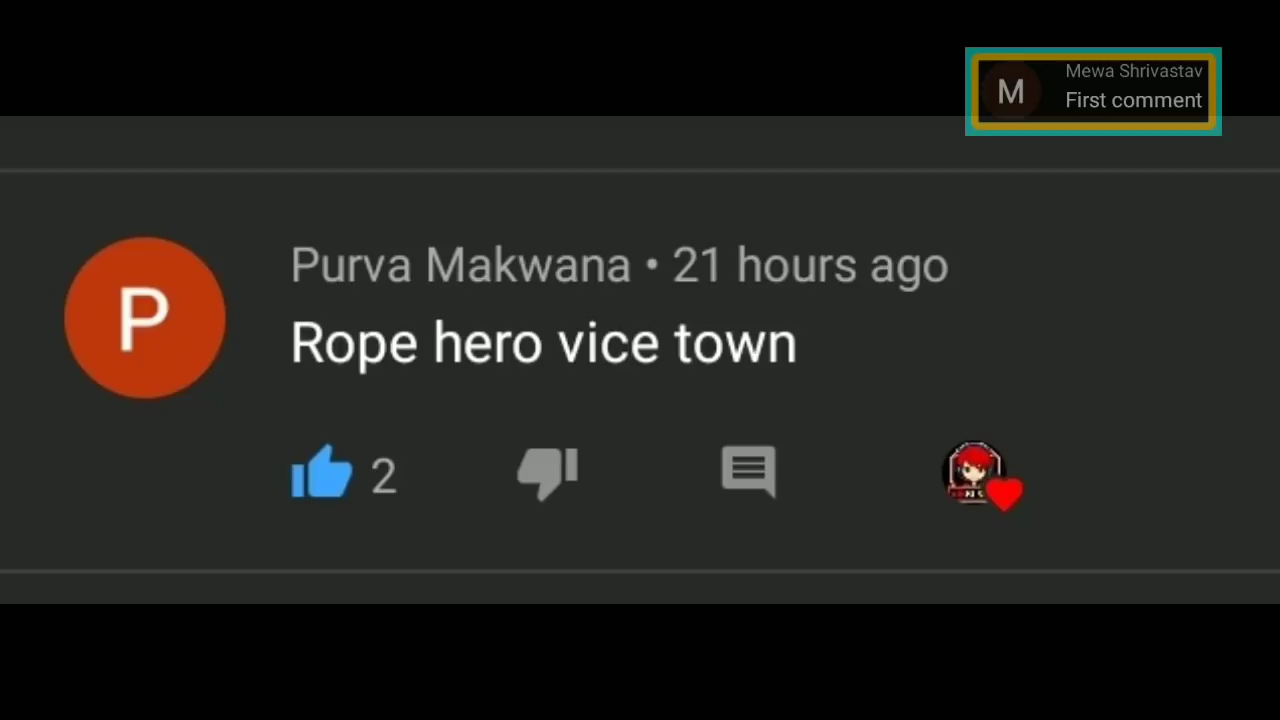 M
Mewa Shrivastav
First comment
P
Purva Makwana • 21 hours ago
Rope hero vice town
2